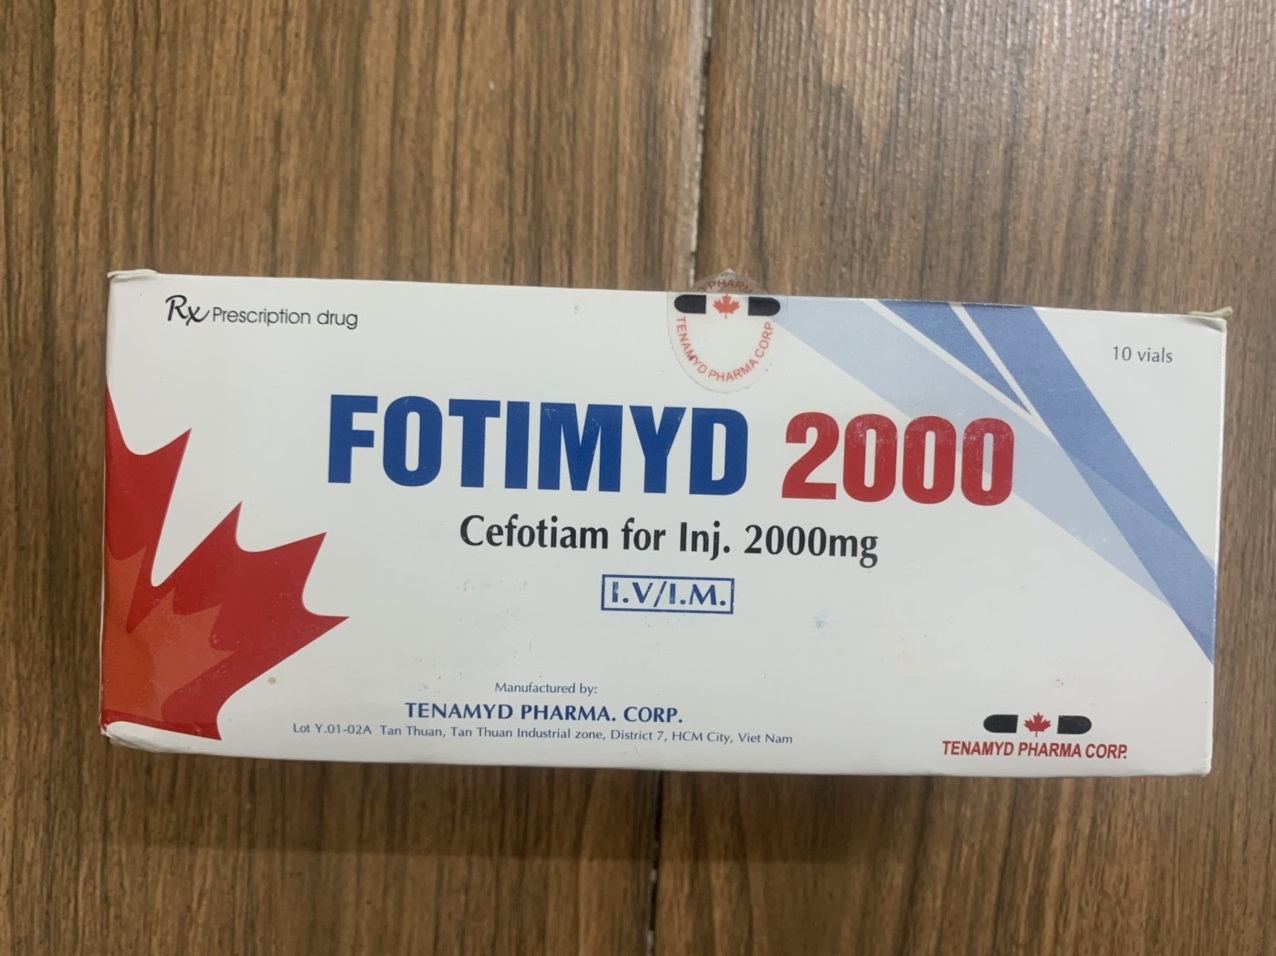 Rx Prescription drug
PHARM
TENAMYD PHARMA CORP
10 vials
FOTIMYD 2000
Cefotiam for Inj. 2000mg
I.V/I.M.
Manufactured by:
TENAMYD PHARMA. CORP.
Lot Y.01-02A Tan Thuan, Tan Thuan Industrial zone, District 7, HCM City, Viet Nam
TENAMYD PHARMA CORP.